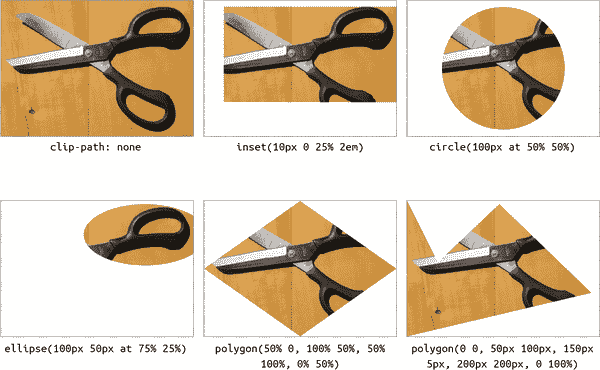 clip-path: none
inset(10px 0 25% 2em)
circle(100px at 50% 50%)
ellipse(100px 50px at 75% 25%)
polygon(50% 0, 100% 50%, 50%
100%, 0% 50%)
polygon(0 0, 50px 100px, 150px
5px, 200px 200px, 0 100%)